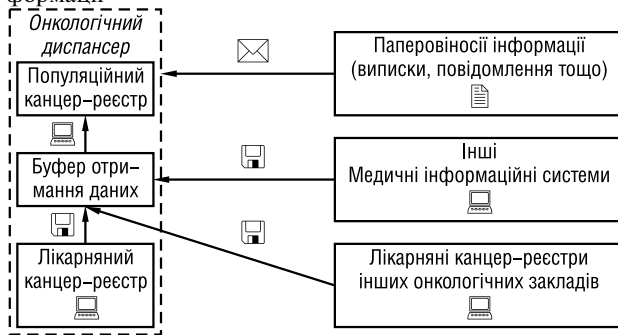 формації
Онкологічний
диспансер
Популяційний
канцер–реєстр
Буфер отри–
мання даних
Лікарняний
канцер–реєстр
Паперовіносії інформації
(виписки, повідомлення тощо)
Інші
Медичні інформаційні системи
Лікарняні канцер–реєстри
інших онкологічних закладів